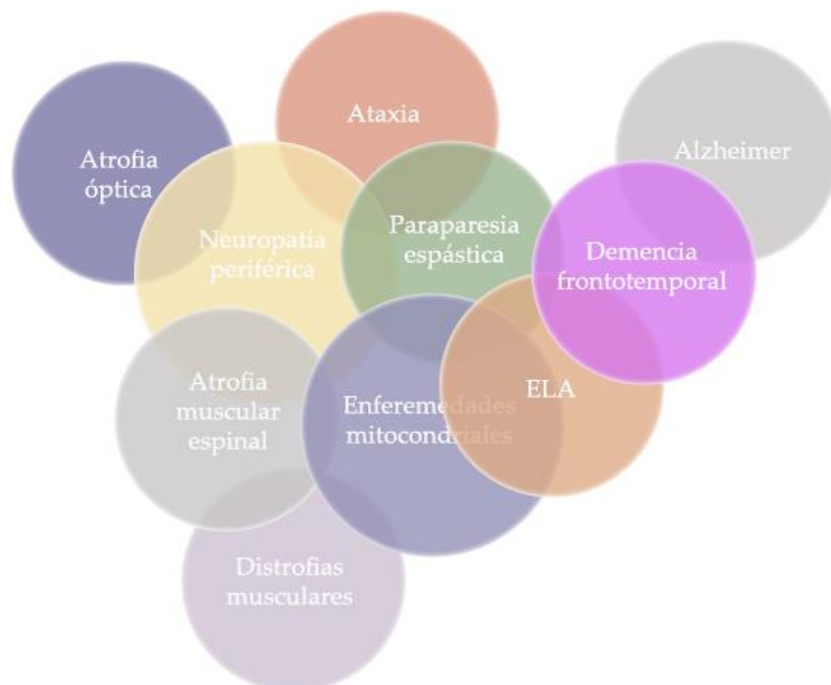 Ataxia
Alzheimer
Atrofia
óptica
Paraparesia
espástica
Neuropatía
periférica
Demencia
frontotemporal
Atrofia
muscular
espinal
Enferemedades
mitocondriales
ELA
Distrofias
musculares